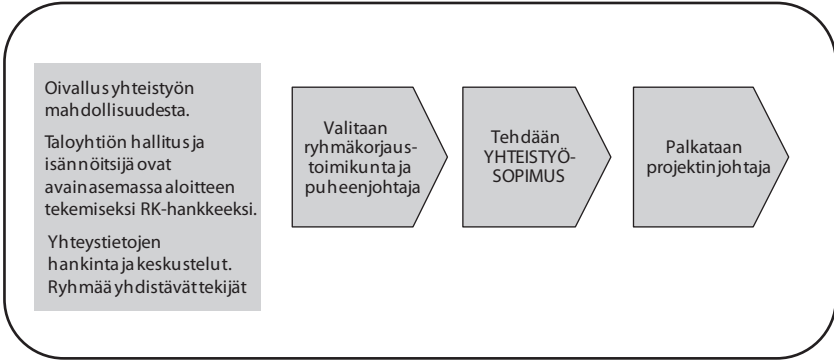 Oivallus yhteistyön
mahdollisuudesta.
Taloyhtiön hallitus ja
isännöitsijä ovat
avainasemassa aloitteen
tekemiseksi RK-hankkeeksi.
Yhteystietojen
hankinta ja keskustelut.
Ryhmää yhdistävät tekijät
Valitaan
ryhmäkorjaus-
toimikunta ja
puheenjohtaja
Tehdään
YHTEISTYÖ-
SOPIMUS
Palkataan
projektinjohtaja